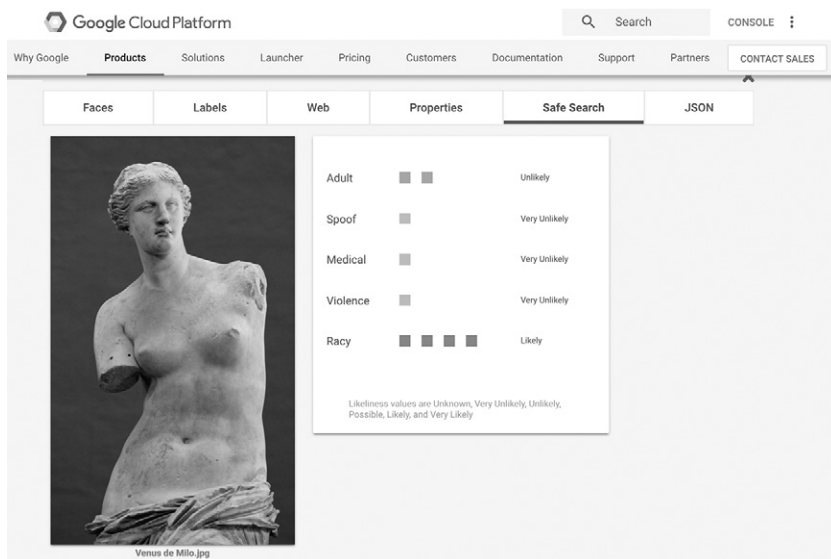 Google Cloud Platform
Search
CONSOLE
Why Google
Products
Solutions
Launcher
Pricing
Customers
Documentation
Support
Partners
CONTACT SALES
Faces
Labels
Web
Properties
Safe Search
JSON
Adult
Unlikely
Spoof
Very Unlikely
Medical
Very Unlikely
Violence
Very Unlikely
Racy
Likely
Likeliness values are Unknown, Very Unlikely, Unlikely,
Possible, Likely, and Very Likely
Venus de Milo.jpg